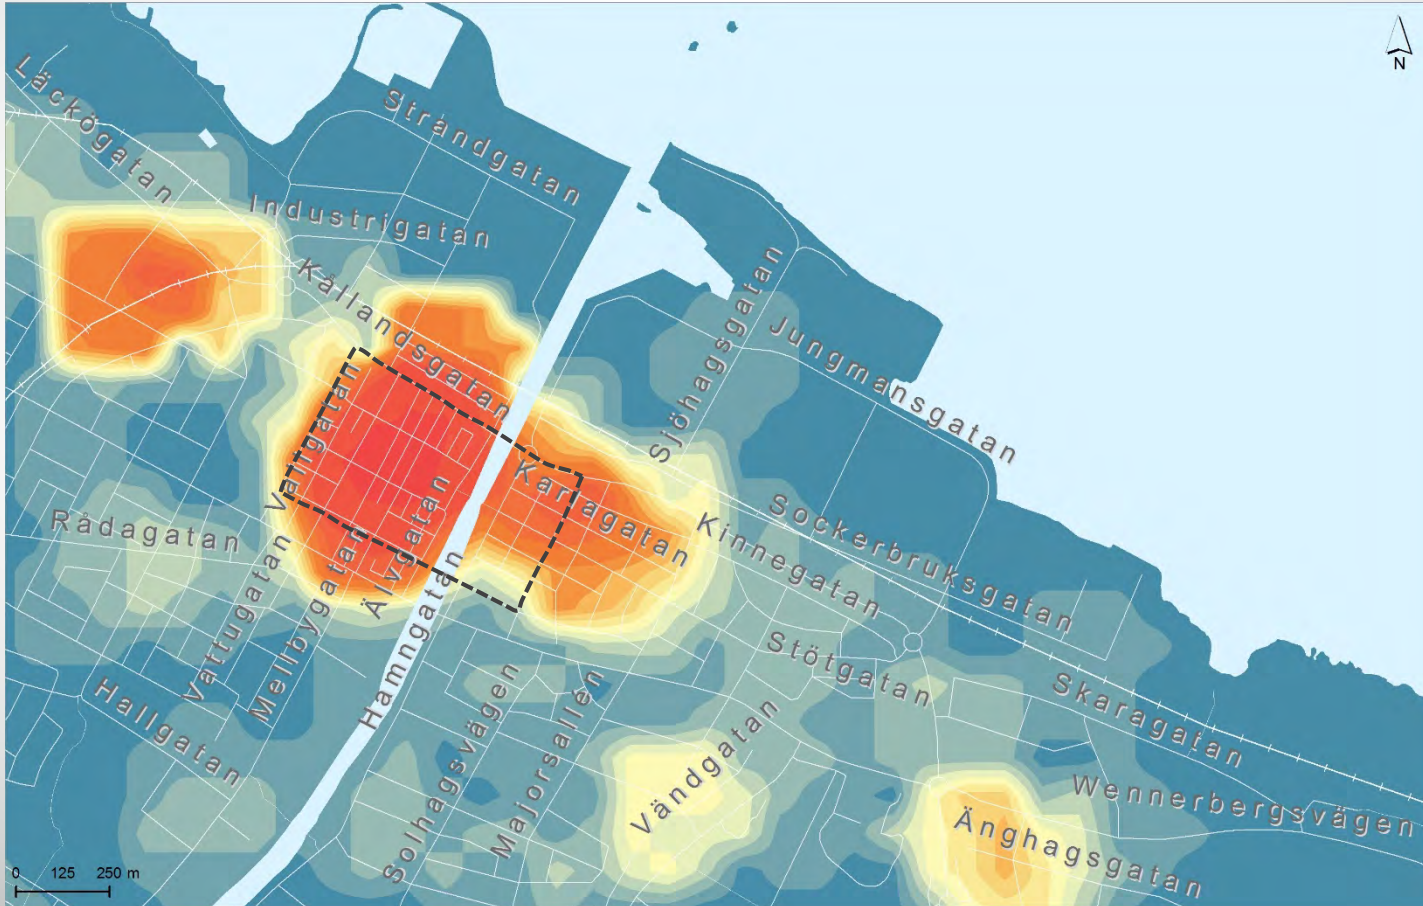 N
Läckögatan
Strandgatan
Industrigatan
Kållandsgatan
Sjöhagsgatan
Jungmansgatan
Vallgatan
Karlagatan
Rådagatan
Kinnegatan
Sockerbruksgatan
Vattugatan
Mellbygatan
Älvgatan
Hamngatan
Stötgatan
Skaragatan
Hallgatan
Solhagsvägen
Majorsallén
Vändgatan
Wennerbergsvägen
Änghagsgatan
0 125 250 m